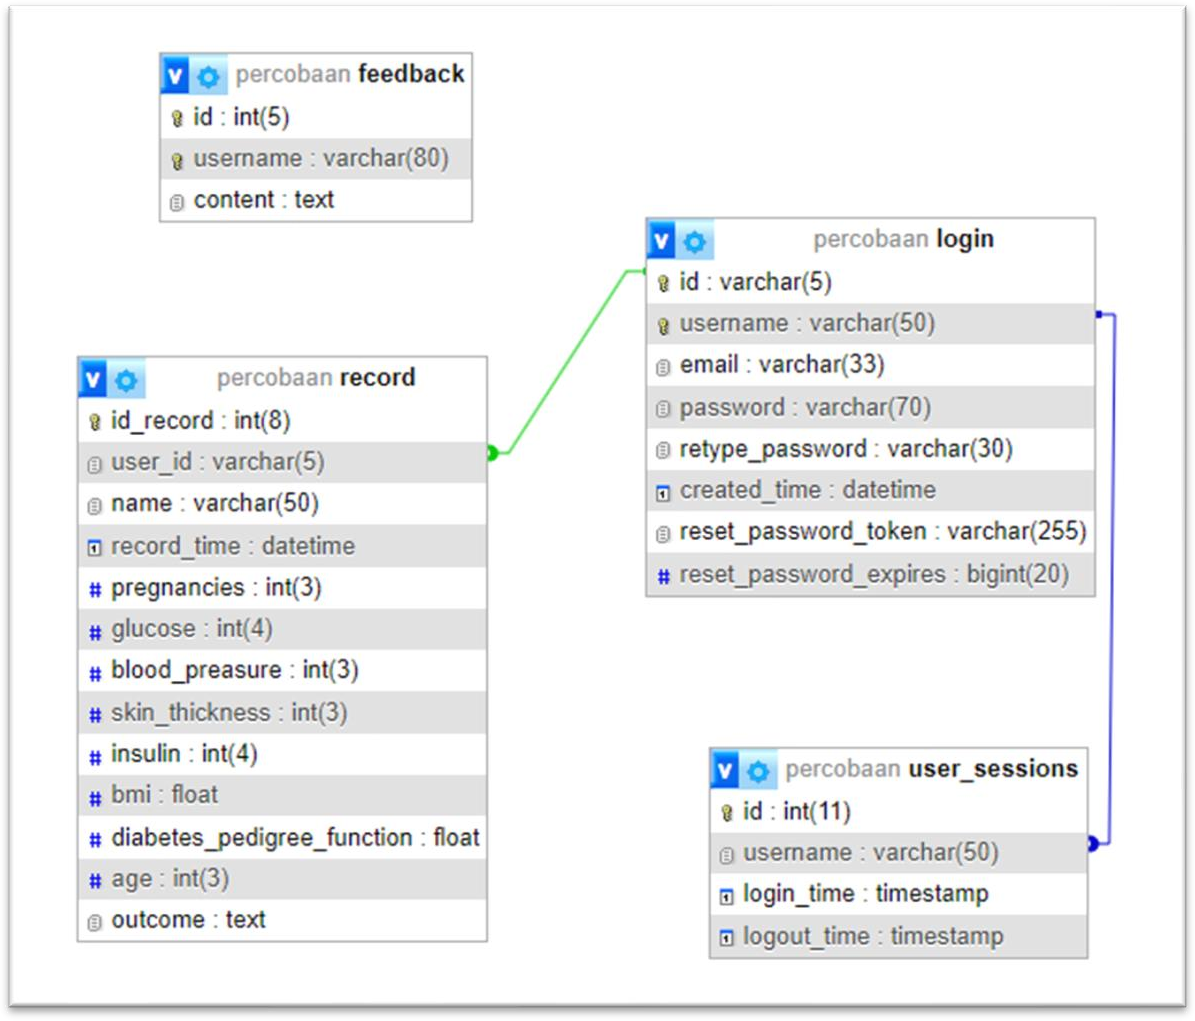 percobaan feedback
id : int(5)
username : varchar(80)
content : text
percobaan login
id : varchar(5)
username : varchar(50)
email : varchar(33)
password : varchar(70)
retype_password : varchar(30)
created_time : datetime
reset_password_token : varchar(255)
reset_password_expires : bigint(20)
percobaan record
id_record : int(8)
user_id : varchar(5)
name : varchar(50)
record_time : datetime
pregnancies : int(3)
glucose : int(4)
blood_preasure : int(3)
skin_thickness : int(3)
insulin : int(4)
bmi : float
diabetes_pedigree_function : float
age : int(3)
outcome : text
percobaan user_sessions
id : int(11)
username : varchar(50)
login_time : timestamp
logout_time : timestamp